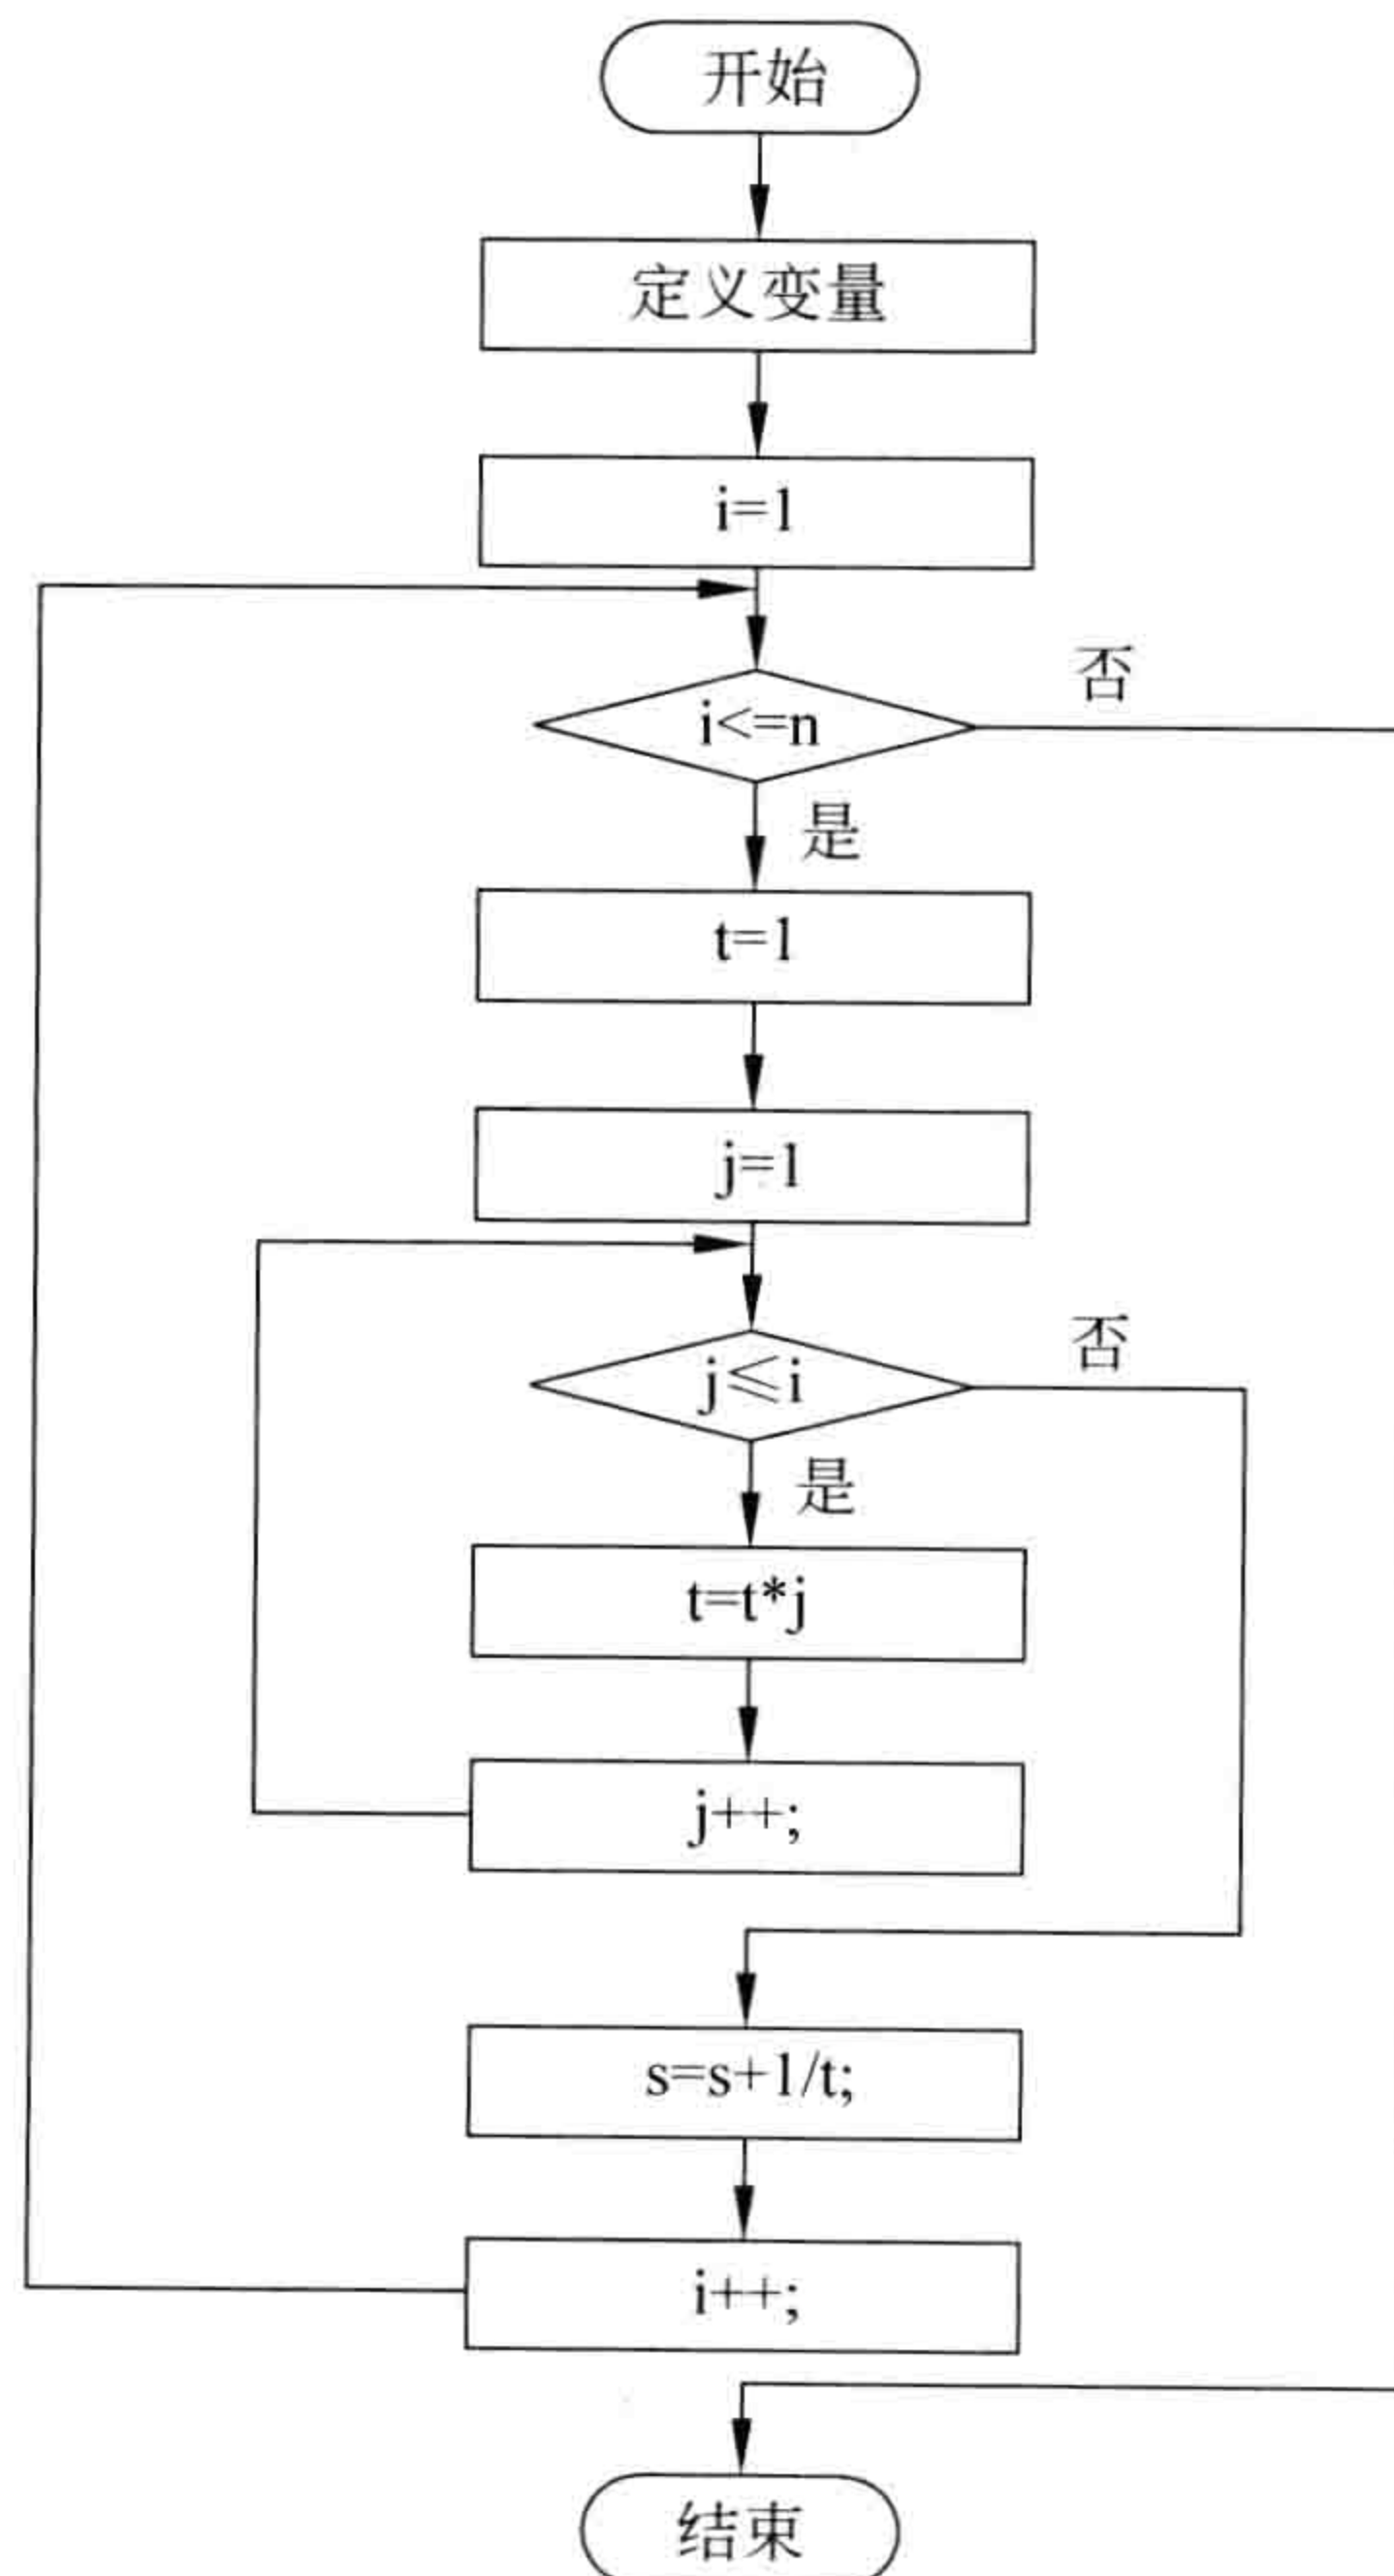 开始
定义变量
i=1
否
i<=n
是
t=1
j=1
否
j≤i
是
t=t*j
j++;
s=s+1/t;
i++;
结束